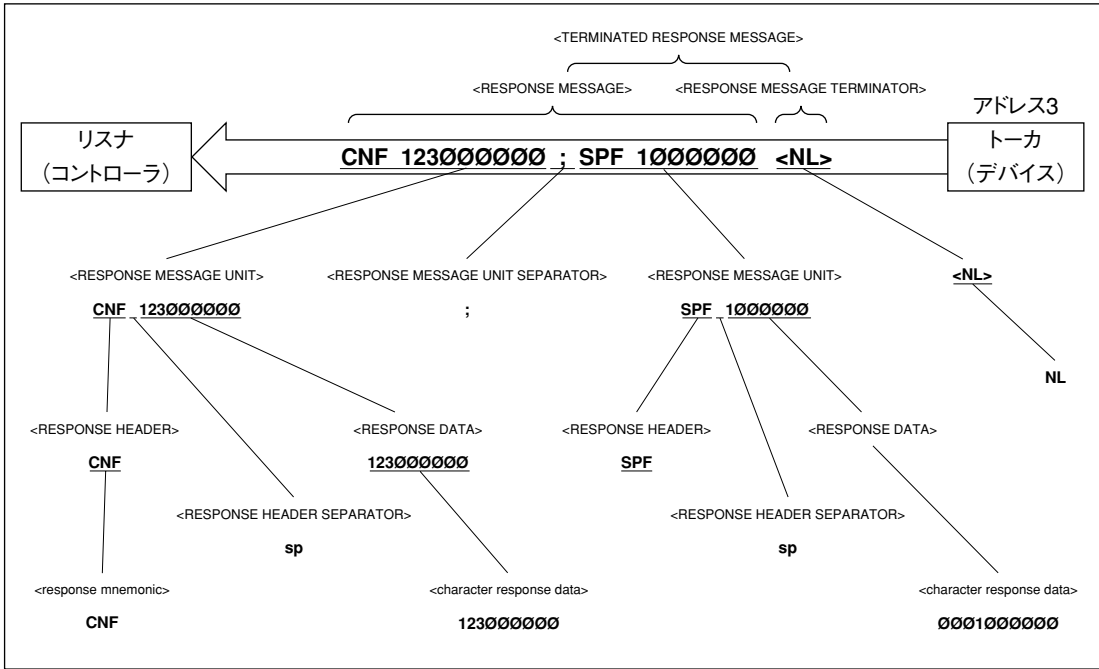 <TERMINATED RESPONSE MESSAGE>
<RESPONSE MESSAGE> <RESPONSE MESSAGE TERMINATOR>
アドレス3
リスナ
(コントローラ)
CNF 123ØØØØØØ ; SPF 1ØØØØØØ <NL>
トーカ
(デバイス)
<RESPONSE MESSAGE UNIT> <RESPONSE MESSAGE UNIT SEPARATOR> <RESPONSE MESSAGE UNIT> <NL>
CNF 123ØØØØØØ ; SPF 1ØØØØØØ
NL
<RESPONSE HEADER> <RESPONSE DATA> <RESPONSE HEADER> <RESPONSE DATA>
CNF 123ØØØØØØ SPF
<RESPONSE HEADER SEPARATOR> <RESPONSE HEADER SEPARATOR>
sp sp
<response mnemonic> <character response data> <character response data>
CNF 123ØØØØØØ ØØØ1ØØØØØØ